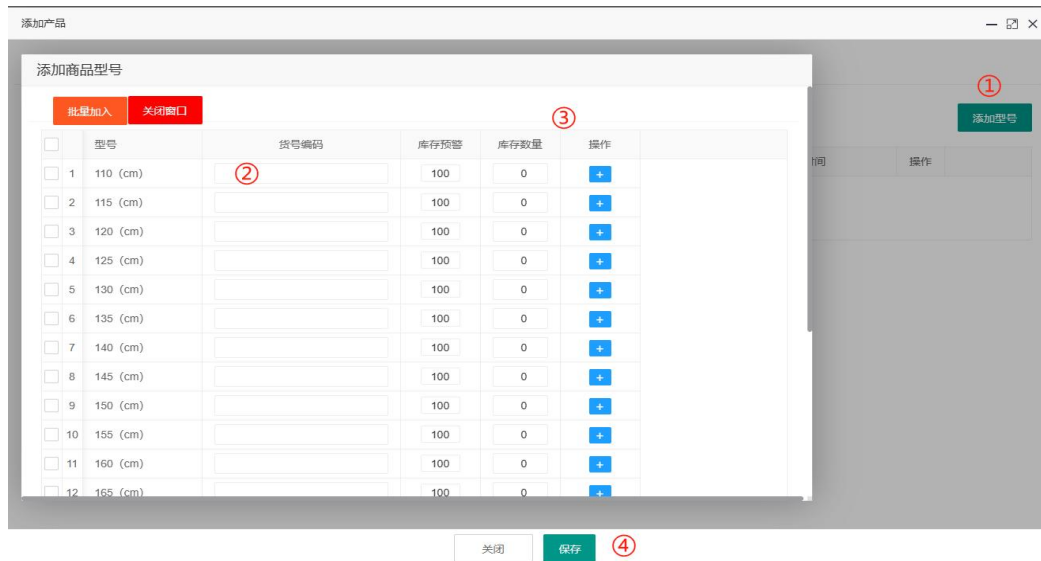 添加产品
添加商品型号
①
批量加入 关闭窗口 ③ 添加型号
型号 货号编码 库存预警 库存数量 操作 时间 操作
1 110 (cm) ② 100 0 +
2 115 (cm) 100 0 +
3 120 (cm) 100 0 +
4 125 (cm) 100 0 +
5 130 (cm) 100 0 +
6 135 (cm) 100 0 +
7 140 (cm) 100 0 +
8 145 (cm) 100 0 +
9 150 (cm) 100 0 +
10 155 (cm) 100 0 +
11 160 (cm) 100 0 +
12 165 (cm) 100 0 +
关闭 保存 ④